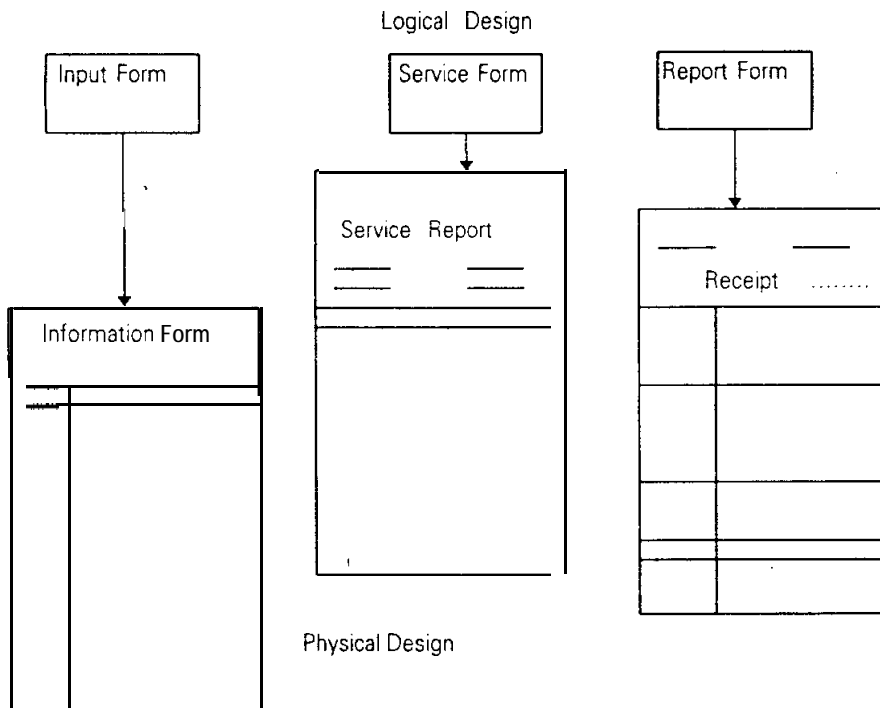 Logical Design
Input Form
Service Form
Report Form
Service Report
Receipt ........
Information Form
Physical Design